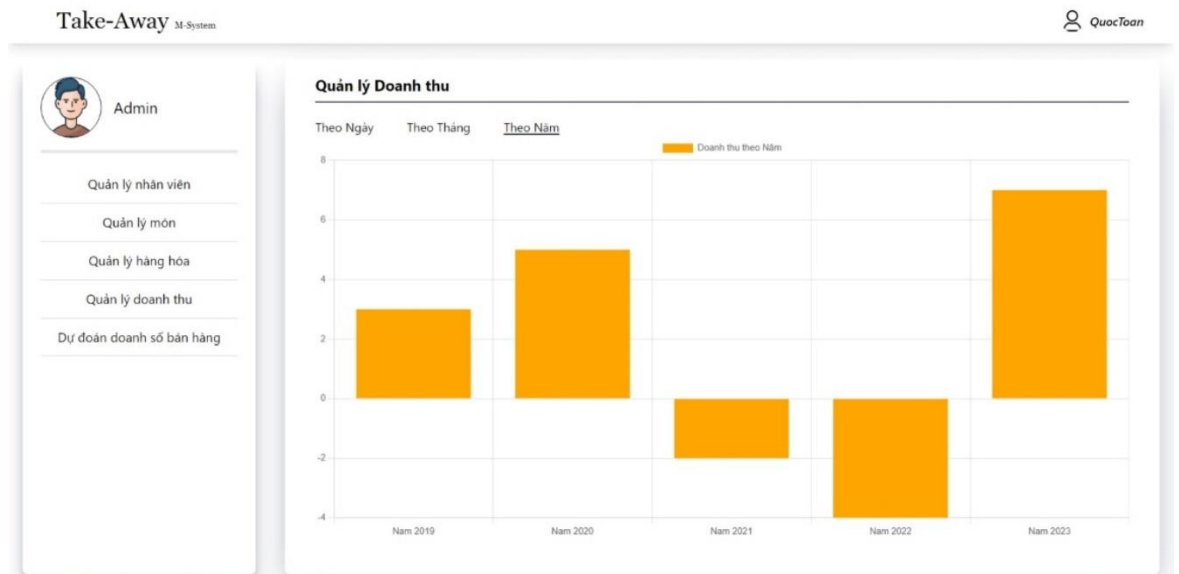 Take-Away M-System
QuocToan
Admin
Quản lý nhân viên
Quản lý món
Quản lý hàng hóa
Quản lý doanh thu
Dự đoán doanh số bán hàng
Quản lý Doanh thu
Theo Ngày Theo Tháng Theo Năm
Doanh thu theo Năm
8
6
4
2
0
-2
-4
Nam 2019 Nam 2020 Nam 2021 Nam 2022 Nam 2023